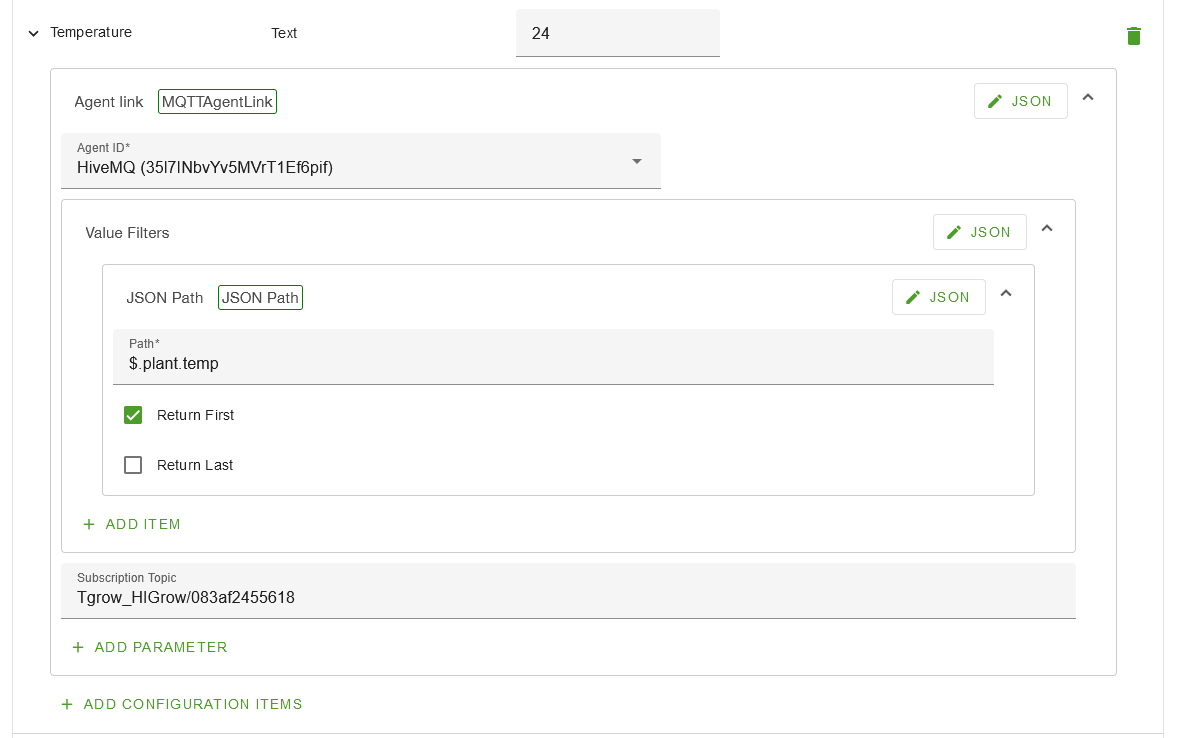 Temperature Text 24
Agent link MQTTAgentLink JSON
Agent ID*
HiveMQ (35l7lNbvYv5MVrT1Ef6pif)
Value Filters JSON
JSON Path JSON Path JSON
Path*
$.plant.temp
Return First
Return Last
+ ADD ITEM
Subscription Topic
Tgrow_HIGrow/083af2455618
+ ADD PARAMETER
+ ADD CONFIGURATION ITEMS